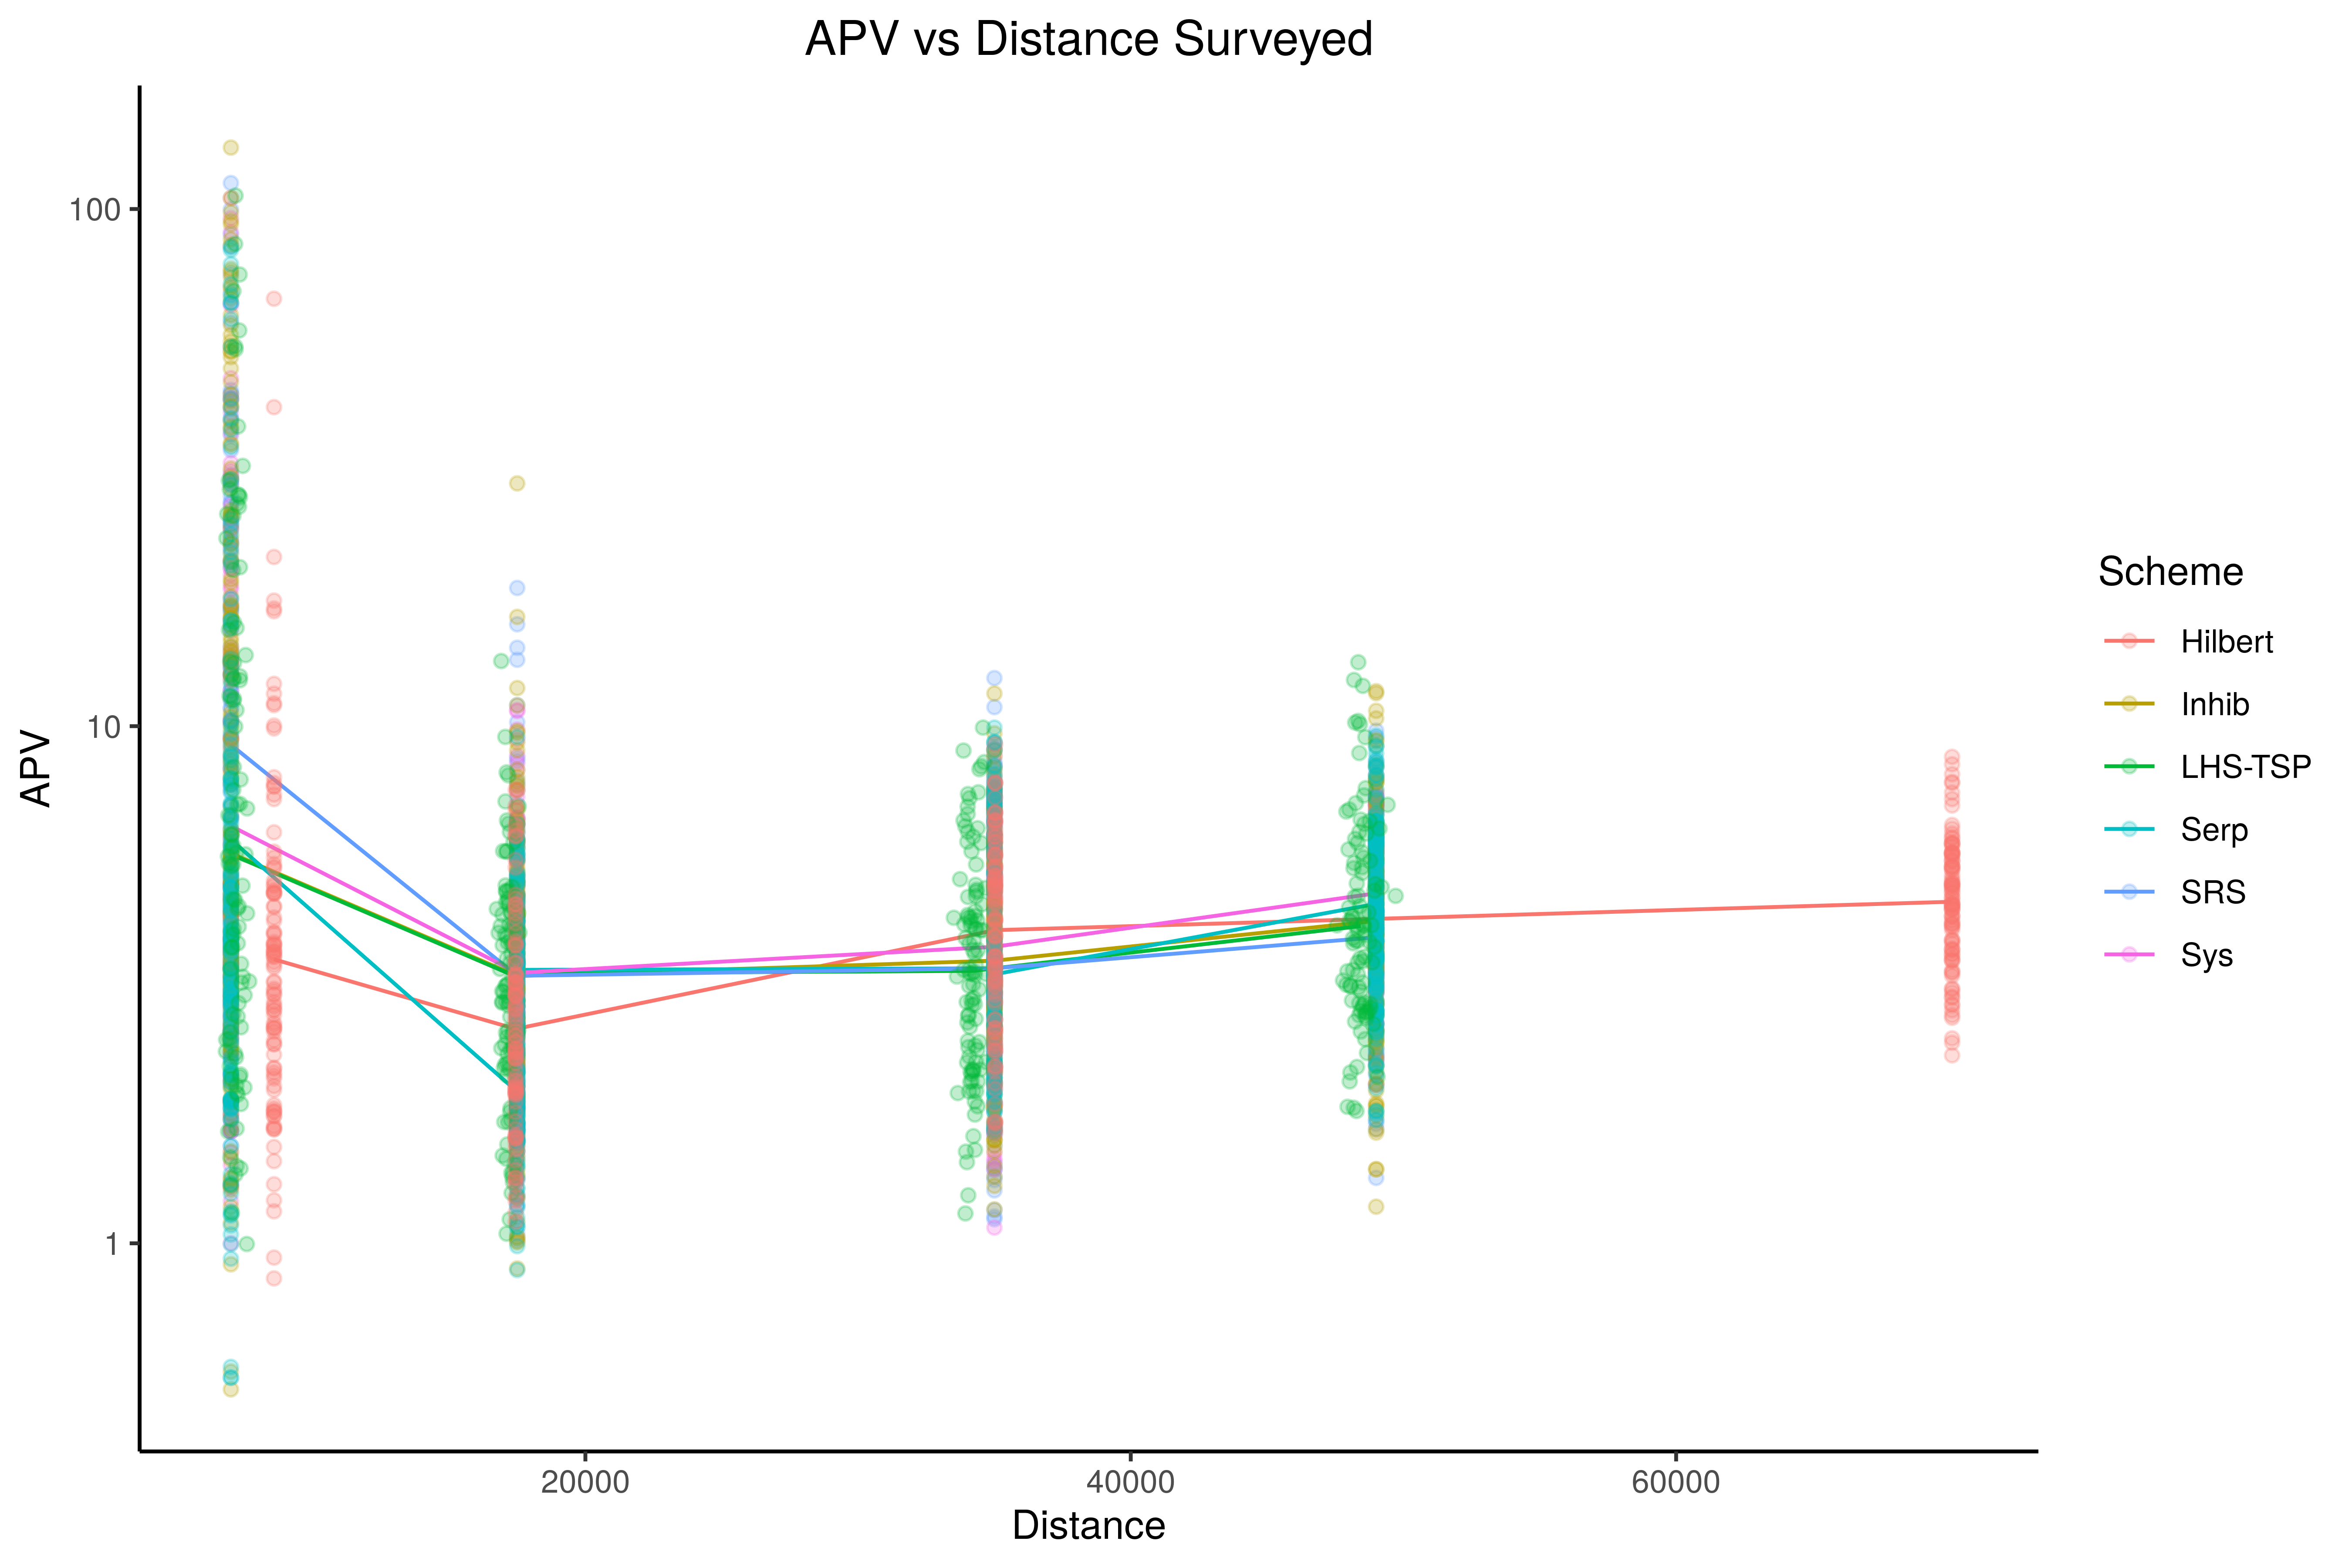 APV vs Distance Surveyed
APV
100
10
1
20000
40000
60000
Distance
Scheme
Hilbert
Inhib
LHS-TSP
Serp
SRS
Sys